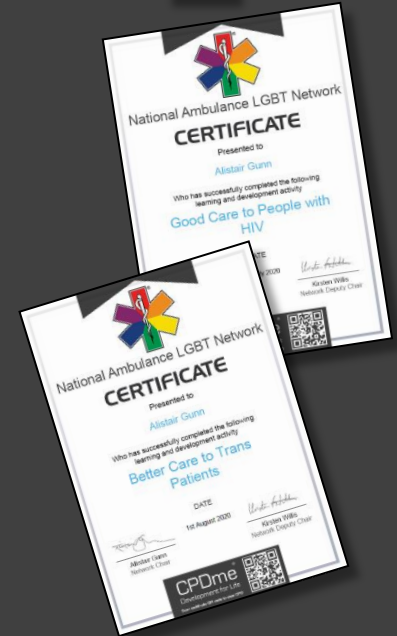 National Ambulance LGBT Network
CERTIFICATE
Presented to
Alistair Gunn
Who has successfully completed the following
learning and development activity
Good Care to People with
HIV
2020
Kirsten Willis
Network Deputy Chair
National Ambulance LGBT Network
CERTIFICATE
Presented to
Alistair Gunn
Who has successfully completed the following
learning and development activity
Better Care to Trans
Patients
DATE
1st August 2020
Alistair Gunn
Network Chair
Kirsten Willis
Network Deputy Chair
CPDme
Development for Life